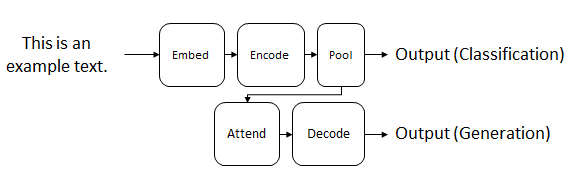 This is an
example text.
Embed
Encode
Pool
Output (Classification)
Attend
Decode
Output (Generation)